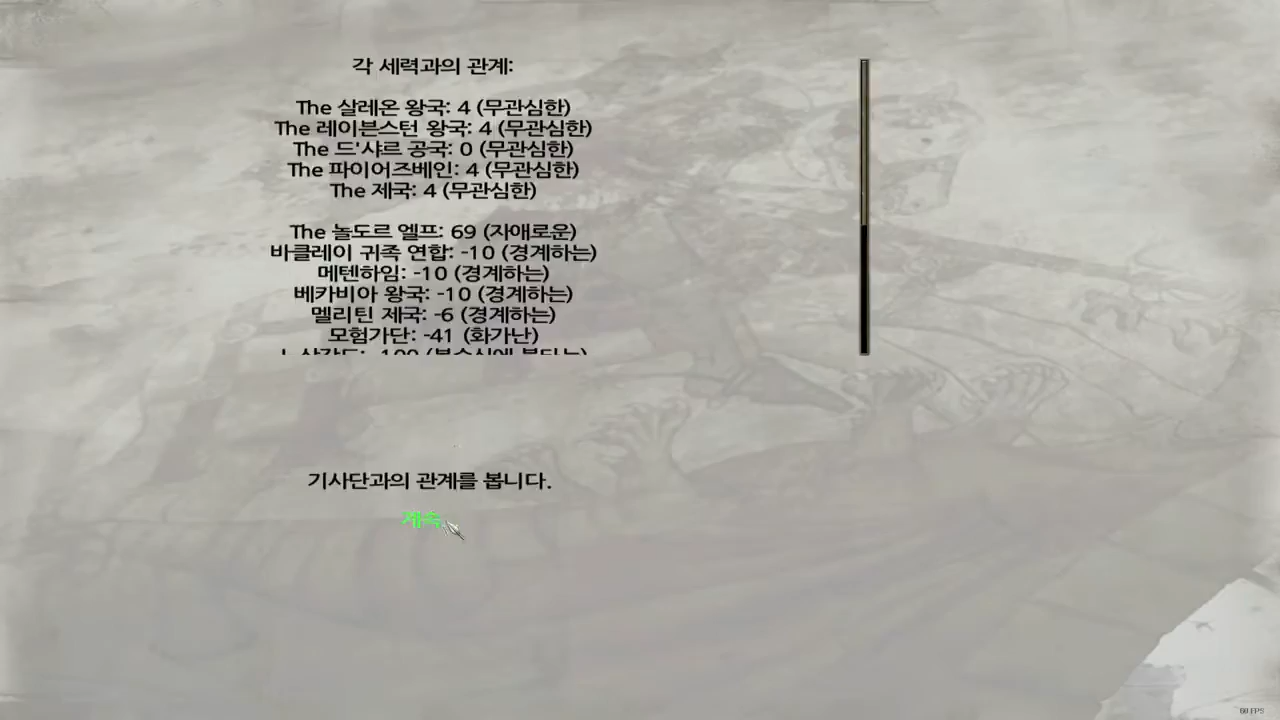 각 세력과의 관계:
The 살레온 왕국: 4 (무관심한)
The 레이븐스턴 왕국: 4 (무관심한)
The 드'샤르 공국: 0 (무관심한)
The 파이어즈베인: 4 (무관심한)
The 제국: 4 (무관심한)
The 놀도르 엘프: 69 (자애로운)
바클레이 귀족 연합: -10 (경계하는)
메텐하임: -10 (경계하는)
베카비아 왕국: -10 (경계하는)
멜리틴 제국: -6 (경계하는)
모험가단: -41 (화가난)
기사단과의 관계를 봅니다.
계속.
60 FPS